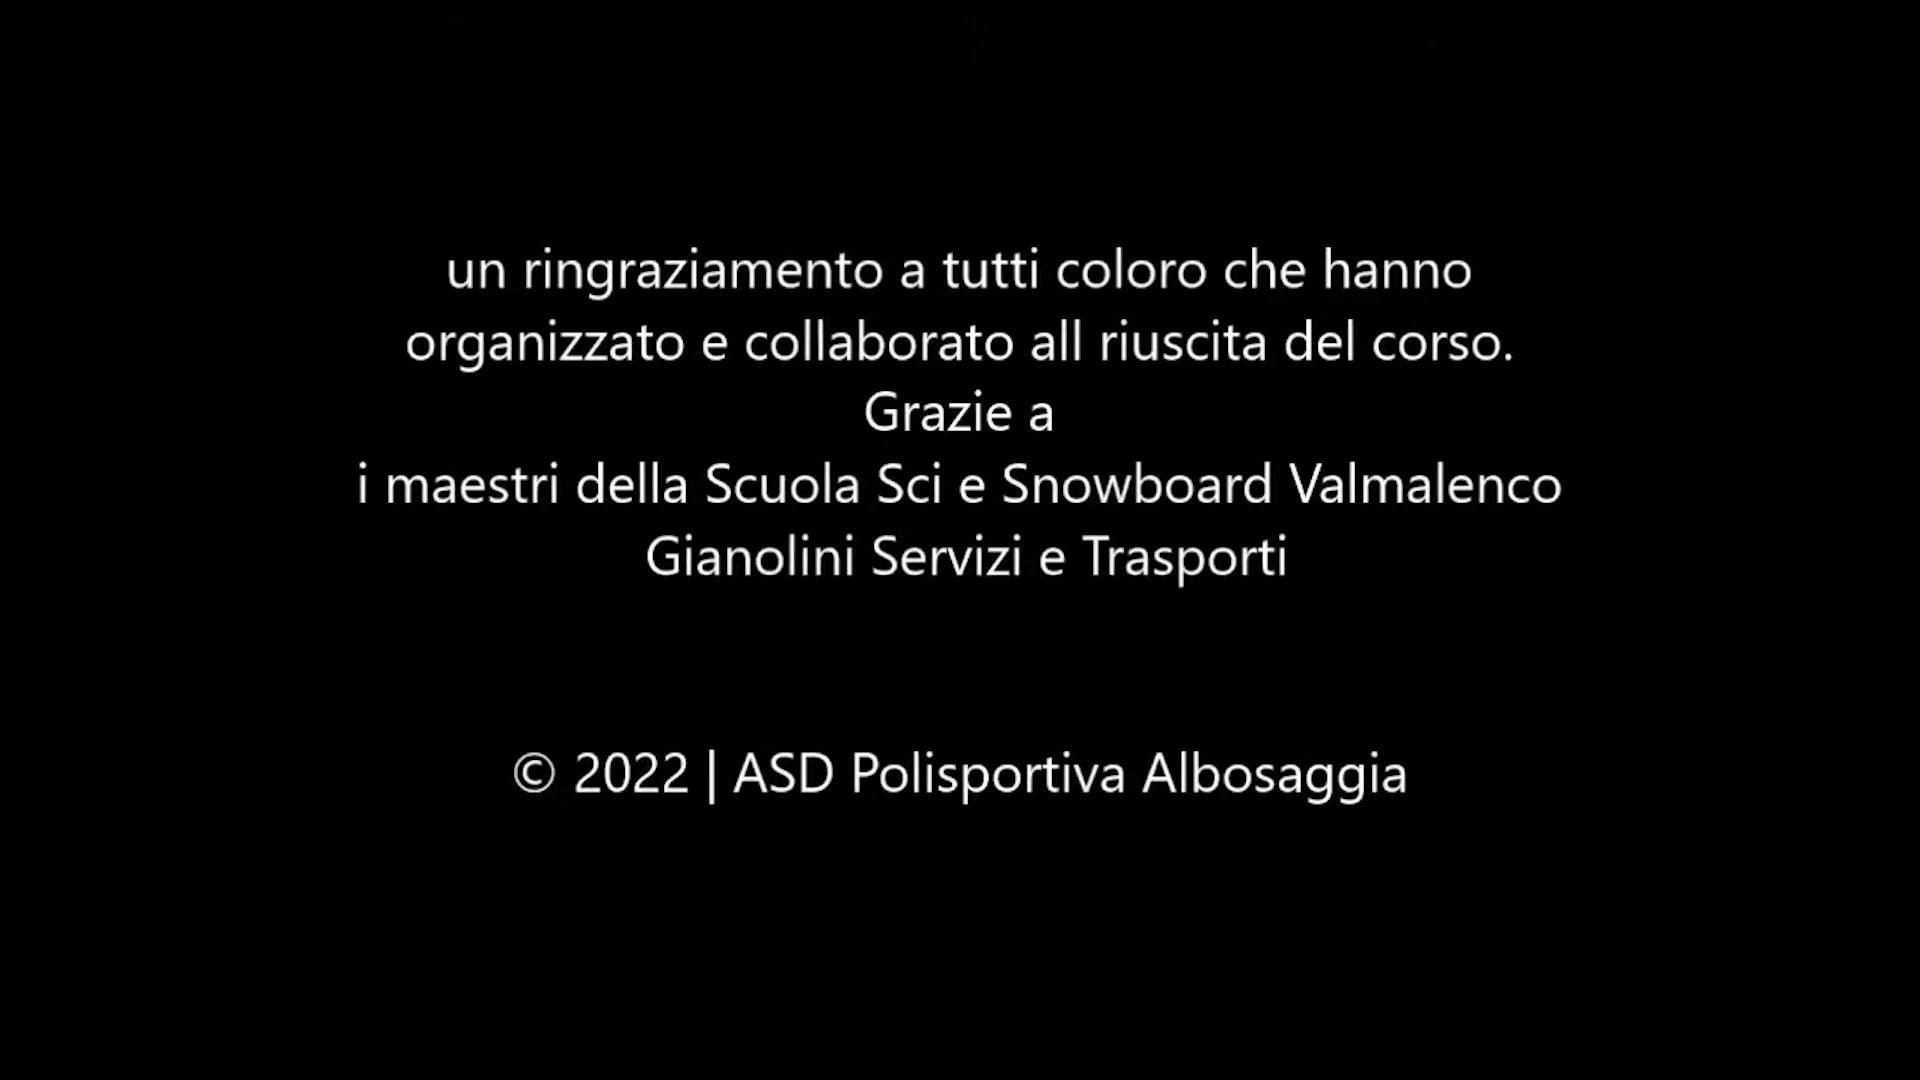 un ringraziamento a tutti coloro che hanno
organizzato e collaborato all riuscita del corso.
Grazie a
i maestri della Scuola Sci e Snowboard Valmalenco
Gianolini Servizi e Trasporti
© 2022 | ASD Polisportiva Albosaggia